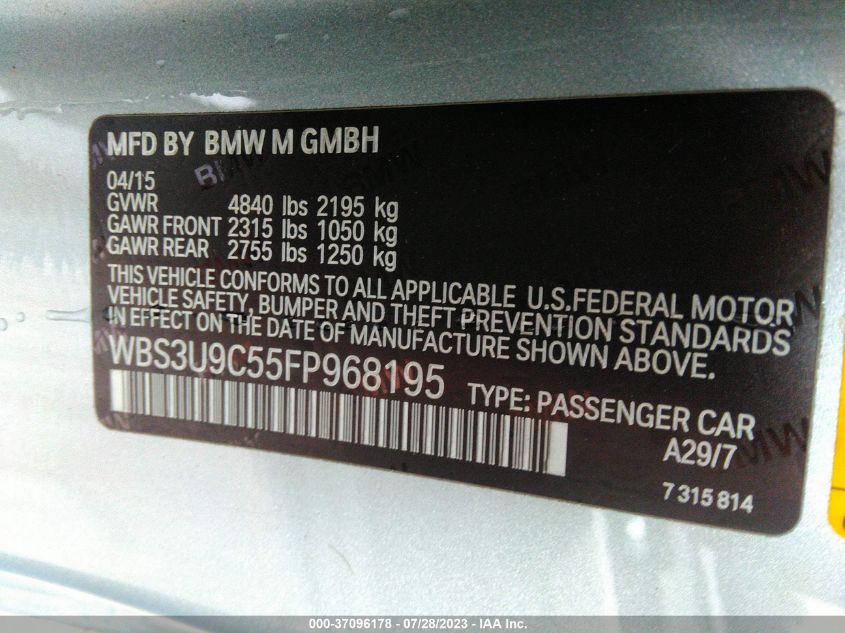 MFD BY BMW M GMBH
04/15
GVWR 4840 lbs 2195 kg
GAWR FRONT 2315 lbs 1050 kg
GAWR REAR 2755 lbs 1250 kg
THIS VEHICLE CONFORMS TO ALL APPLICABLE U.S.FEDERAL MOTOR
VEHICLE SAFETY, BUMPER AND THEFT PREVENTION STANDARDS
IN EFFECT ON THE DATE OF MANUFACTURE SHOWN ABOVE.
WBS3U9C55FP968195 TYPE: PASSENGER CAR
A29/7
7 315 814
000-37096178 / 07/28/2023 - IAA Inc.